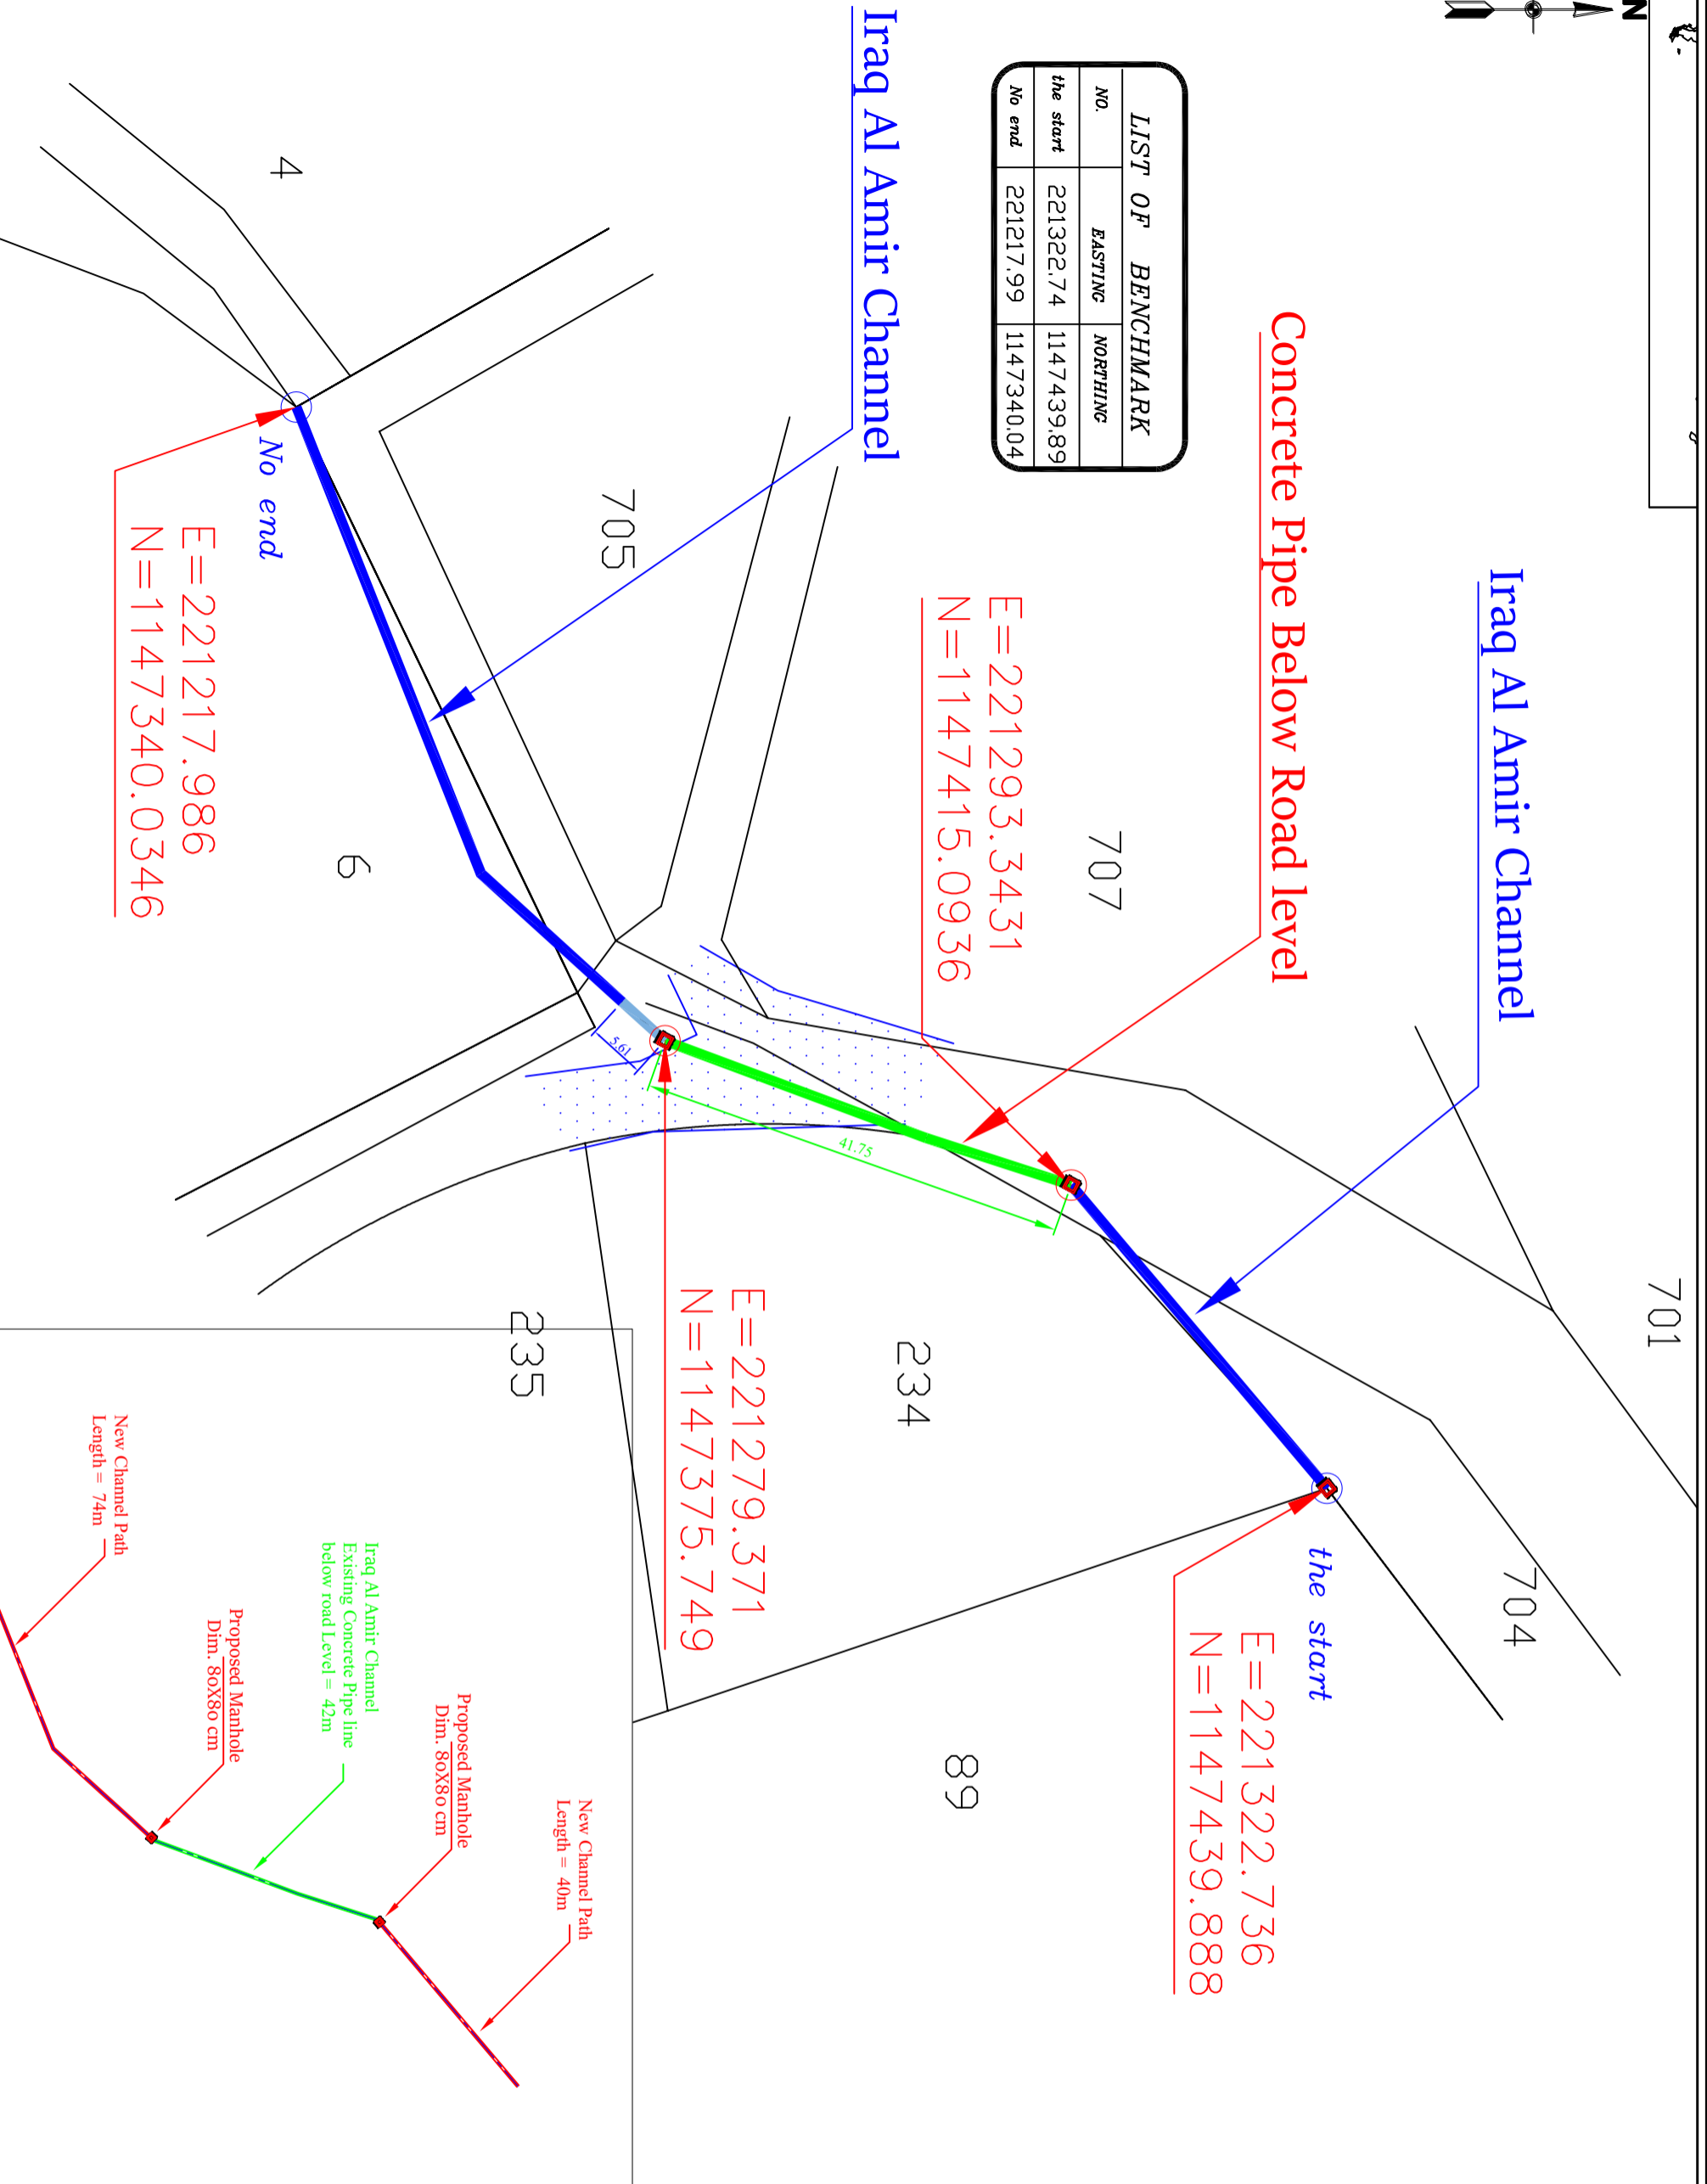 N
LIST OF BENCHMARK
NO. EASTING NORTHING
the start 221322.74 1147439.89
No end 221217.99 1147340.04
Iraq Al Amir Channel
Concrete Pipe Below Road level
Iraq Al Amir Channel
701
704
707
705
4
6
234
235
89
E=221293.3431
N=1147415.0936
the start
E=221322.736
N=1147439.888
41.75
5.61
E=221279.371
N=1147375.749
No end
E=221217.986
N=1147340.0346
New Channel Path
Length = 40m
Proposed Manhole
Dim. 80X80 cm
Iraq Al Amir Channel
Existing Concrete Pipe line
below road Level = 42m
Proposed Manhole
Dim. 80X80 cm
New Channel Path
Length = 74m